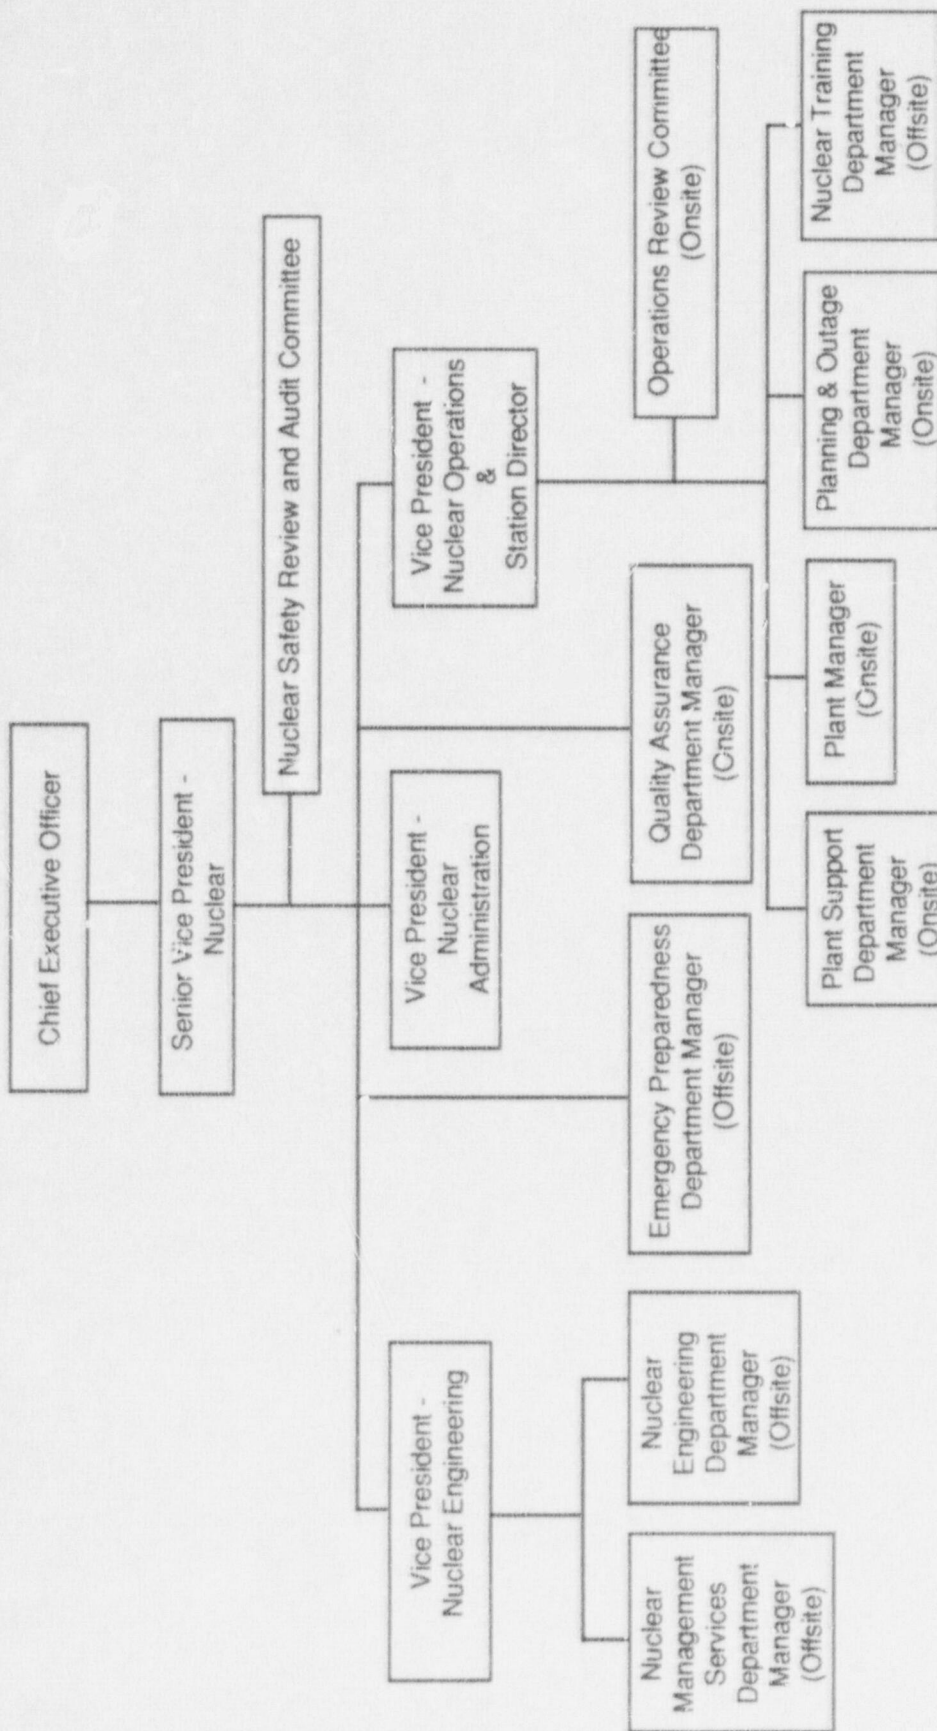 Chief Executive Officer
Senior Vice President -
Nuclear
Nuclear Safety Review and Audit Committee
Vice President -
Nuclear Engineering
Vice President -
Nuclear
Administration
Vice President -
Nuclear Operations
&
Station Director
Nuclear
Management
Services
Department
Manager
(Offsite)
Nuclear
Engineering
Department
Manager
(Offsite)
Emergency Preparedness
Department Manager
(Offsite)
Quality Assurance
Department Manager
(Onsite)
Operations Review Committee
(Onsite)
Plant Support
Department
Manager
(Onsite)
Plant Manager
(Onsite)
Planning & Outage
Department
Manager
(Onsite)
Nuclear Training
Department
Manager
(Offsite)